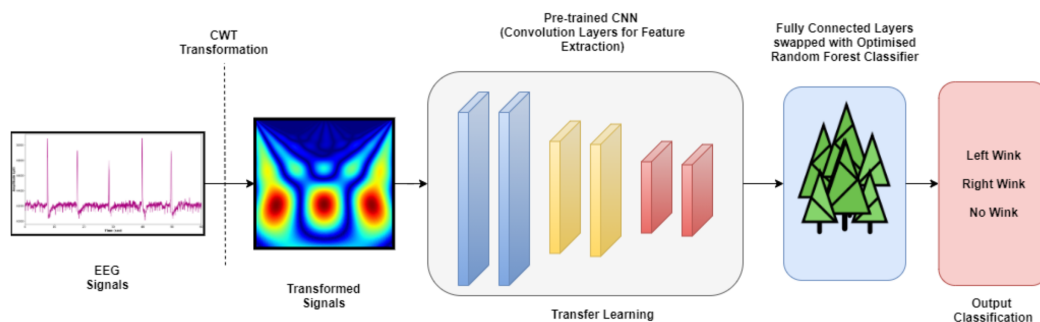 CWT
Transformation
Pre-trained CNN
(Convolution Layers for Feature
Extraction)
Fully Connected Layers
swapped with Optimised
Random Forest Classifier
Left Wink
Right Wink
No Wink
EEG
Signals
Transformed
Signals
Transfer Learning
Output
Classification